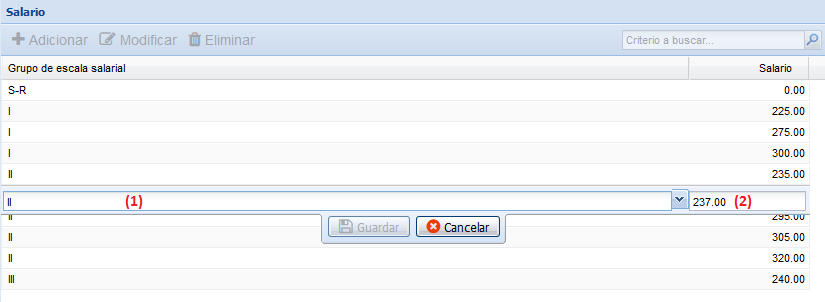 Salario
Adicionar Modificar Eliminar Criterio a buscar...
Grupo de escala salarial Salario
S-R 0.00
I 225.00
I 275.00
I 300.00
II 235.00
II (1) 237.00 (2)
II 295.00
II 305.00
II 320.00
III 240.00
Guardar Cancelar